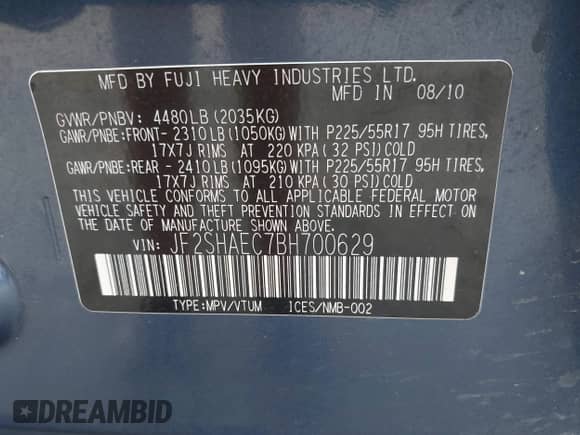 MFD BY FUJI HEAVY INDUSTRIES LTD.
MFD IN 08/10
GVWR/PNBV: 4480LB (2035KG)
GAWR/PNBE:FRONT- 2310LB(1050KG) WITH P225/55R17 95H TIRES,
17X7J RIMS AT 220 KPA ( 32 PSI) COLD
GAWR/PNBE:REAR - 2410LB(1095KG) WITH P225/55R17 95H TIRES,
17X7J RIMS AT 210 KPA ( 30 PSI) COLD
THIS VEHICLE CONFORMS TO ALL APPLICABLE FEDERAL MOTOR
VEHICLE SAFETY AND THEFT PREVENTION STANDARDS IN EFFECT ON
THE DATE OF MANUFACTURE SHOWN ABOVE.
VIN: JF2SHAEC7BH700629
TYPE:MPV/VTUM ICES/NMB-002
DREAMBID